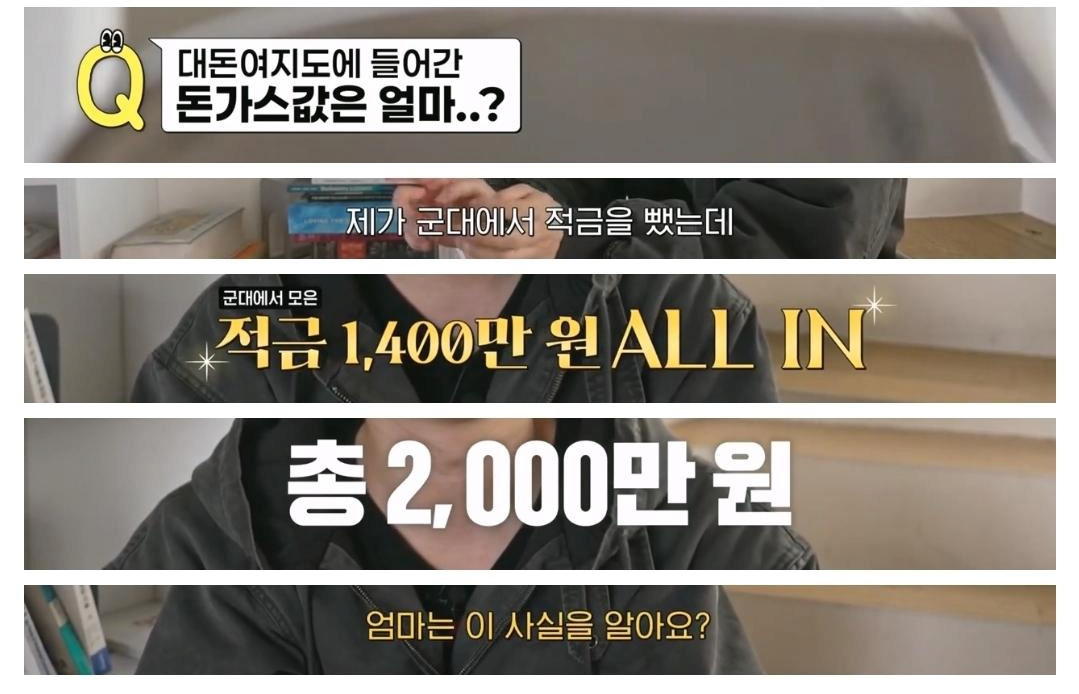 Q
대돈여지도에 들어간
돈가스값은 얼마..?
제가 군대에서 적금을 뺐는데
군대에서 모은
적금 1,400만 원 ALL IN
총 2,000만 원
엄마는 이 사실을 알아요?